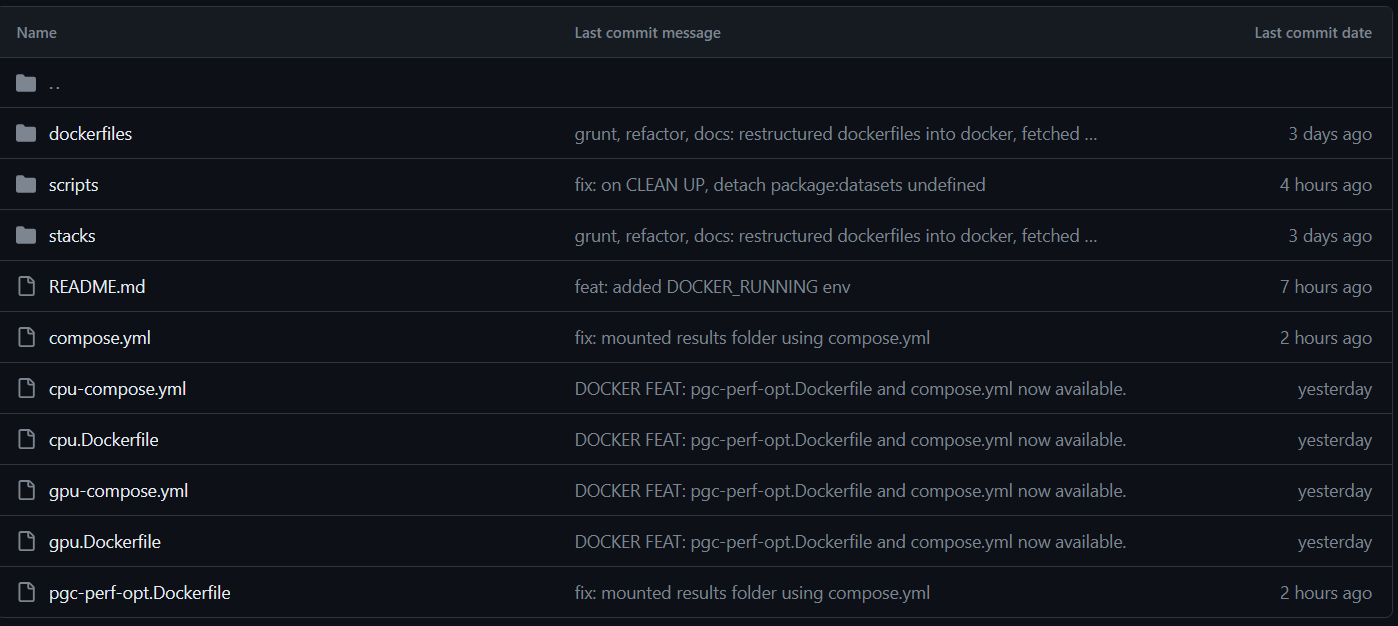 Name Last commit message Last commit date
..
dockerfiles grunt, refactor, docs: restructured dockerfiles into docker, fetched ... 3 days ago
scripts fix: on CLEAN UP, detach package:datasets undefined 4 hours ago
stacks grunt, refactor, docs: restructured dockerfiles into docker, fetched ... 3 days ago
README.md feat: added DOCKER_RUNNING env 7 hours ago
compose.yml fix: mounted results folder using compose.yml 2 hours ago
cpu-compose.yml DOCKER FEAT: pgc-perf-opt.Dockerfile and compose.yml now available. yesterday
cpu.Dockerfile DOCKER FEAT: pgc-perf-opt.Dockerfile and compose.yml now available. yesterday
gpu-compose.yml DOCKER FEAT: pgc-perf-opt.Dockerfile and compose.yml now available. yesterday
gpu.Dockerfile DOCKER FEAT: pgc-perf-opt.Dockerfile and compose.yml now available. yesterday
pgc-perf-opt.Dockerfile fix: mounted results folder using compose.yml 2 hours ago